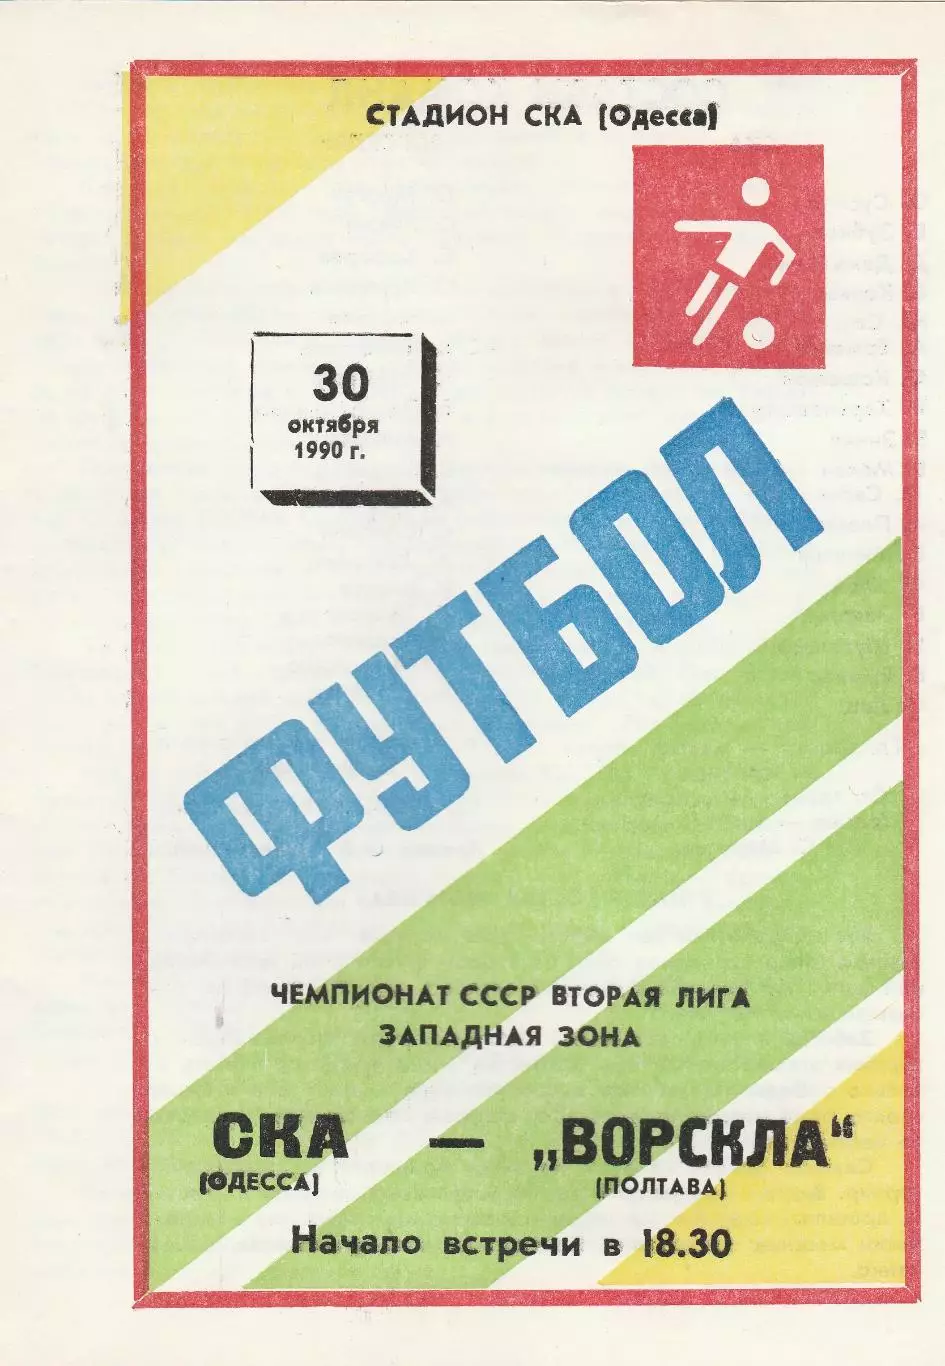 СТАДИОН СКА (Одесса)
30
октября
1990 г.
ФУТБОЛ
ЧЕМПИОНАТ СССР ВТОРАЯ ЛИГА
ЗАПАДНАЯ ЗОНА
СКА — „ВОРСКЛА“
(ОДЕССА) (ПОЛТАВА)
Начало встречи в 18.30